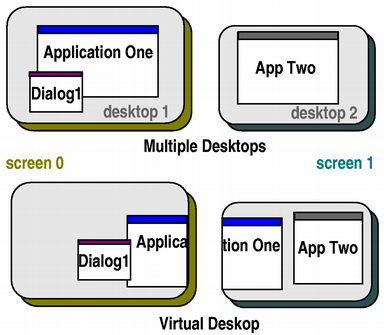 Application One
Dialog1
desktop 1
App Two
desktop 2
Multiple Desktops
screen 0
screen 1
Applica
Dialog1
tion One
App Two
Virtual Deskop